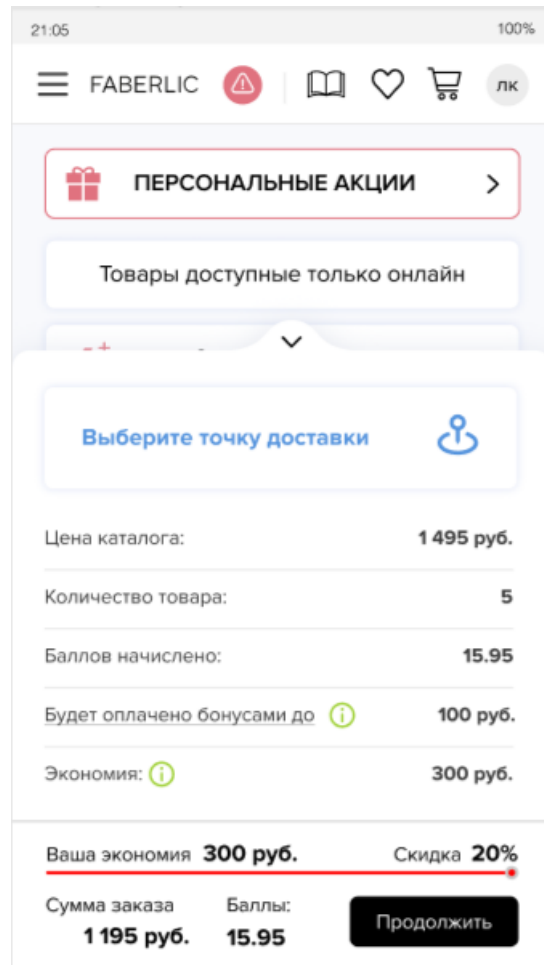 21:05 100%
FABERLIC ЛК
ПЕРСОНАЛЬНЫЕ АКЦИИ
Товары доступные только онлайн
Выберите точку доставки
Цена каталога: 1 495 руб.
Количество товара: 5
Баллов начислено: 15.95
Будет оплачено бонусами до 100 руб.
Экономия: 300 руб.
Ваша экономия 300 руб. Скидка 20%
Сумма заказа Баллы:
1 195 руб. 15.95 Продолжить